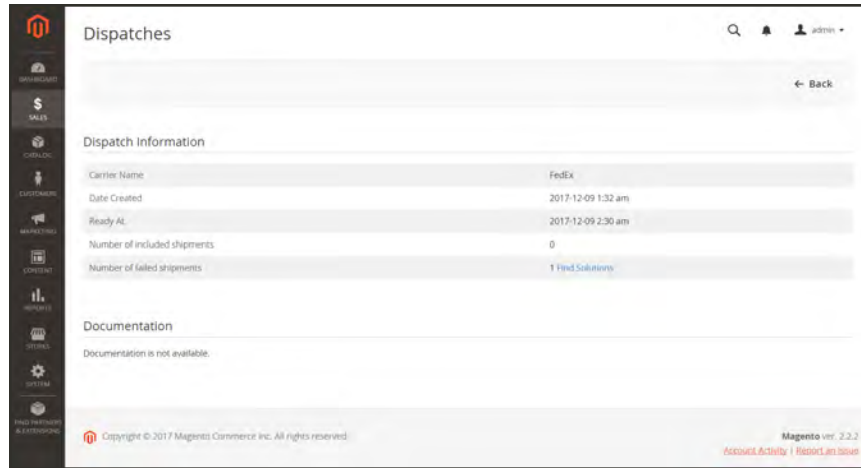 Dispatches
admin
← Back
DASHBOARD
SALES
CATALOG
CUSTOMERS
MARKETING
CONTENT
REPORTS
STORES
SYSTEM
FIND PARTNERS
& EXTENSIONS
Dispatch Information
Carrier Name FedEx
Date Created 2017-12-09 1:32 am
Ready At 2017-12-09 2:30 am
Number of included shipments 0
Number of failed shipments 1 Find Solutions
Documentation
Documentation is not available.
Copyright © 2017 Magento Commerce Inc. All rights reserved.
Magento ver. 2.2.2
Account Activity | Report an Issue